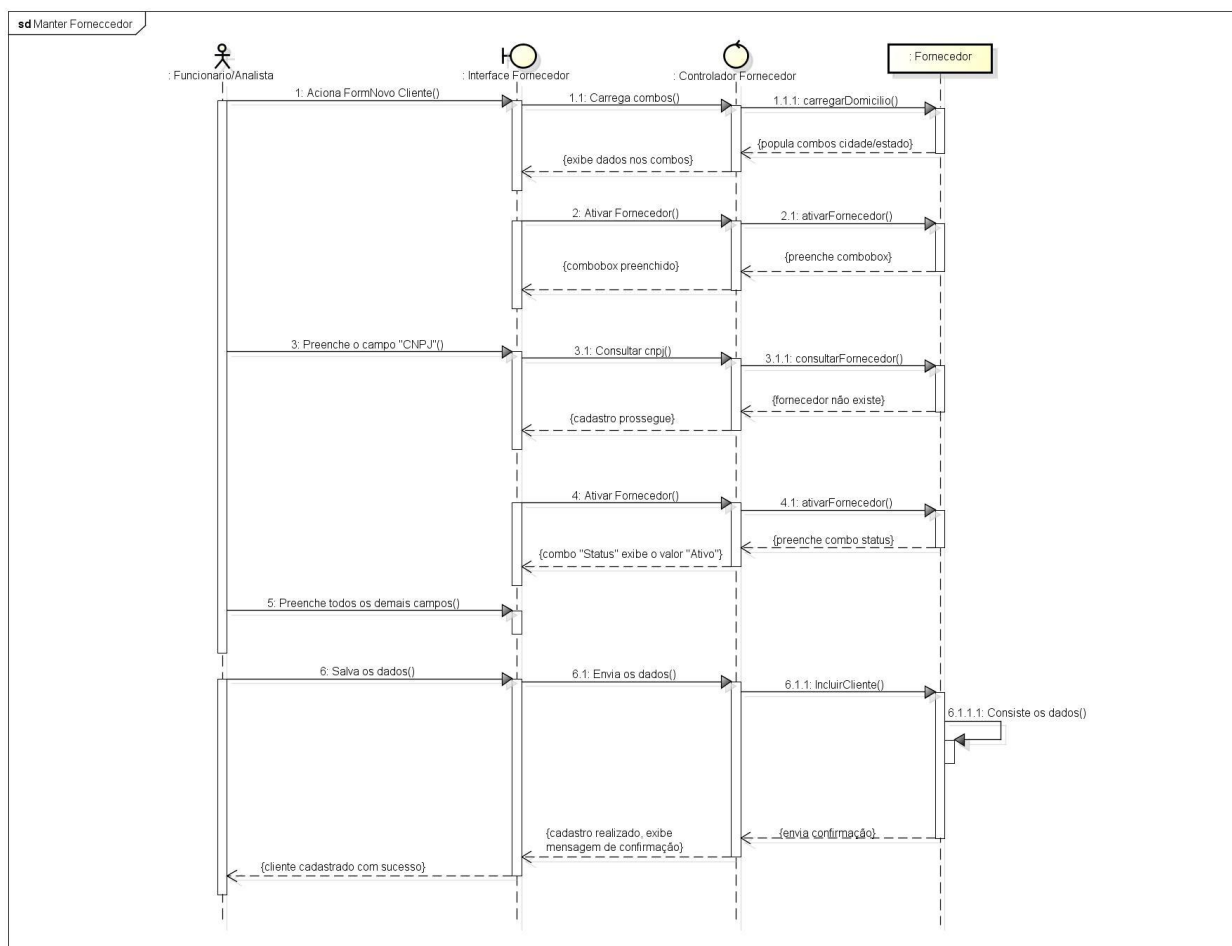 sd Manter Forneccedor
: Funcionario/Analista
: Interface Fornecedor
: Controlador Fornecedor
: Fornecedor
1: Aciona FormNovo Cliente()
1.1: Carrega combos()
1.1.1: carregarDomicilio()
{popula combos cidade/estado}
{exibe dados nos combos}
2: Ativar Fornecedor()
2.1: ativarFornecedor()
{preenche combobox}
{combobox preenchido}
3: Preenche o campo "CNPJ"()
3.1: Consultar cnpj()
3.1.1: consultarFornecedor()
{fornecedor não existe}
{cadastro prossegue}
4: Ativar Fornecedor()
4.1: ativarFornecedor()
{preenche combo status}
{combo "Status" exibe o valor "Ativo"}
5: Preenche todos os demais campos()
6: Salva os dados()
6.1: Envia os dados()
6.1.1: IncluirCliente()
6.1.1.1: Consiste os dados()
{envia confirmação}
{cadastro realizado, exibe
mensagem de confirmação}
{cliente cadastrado com sucesso}